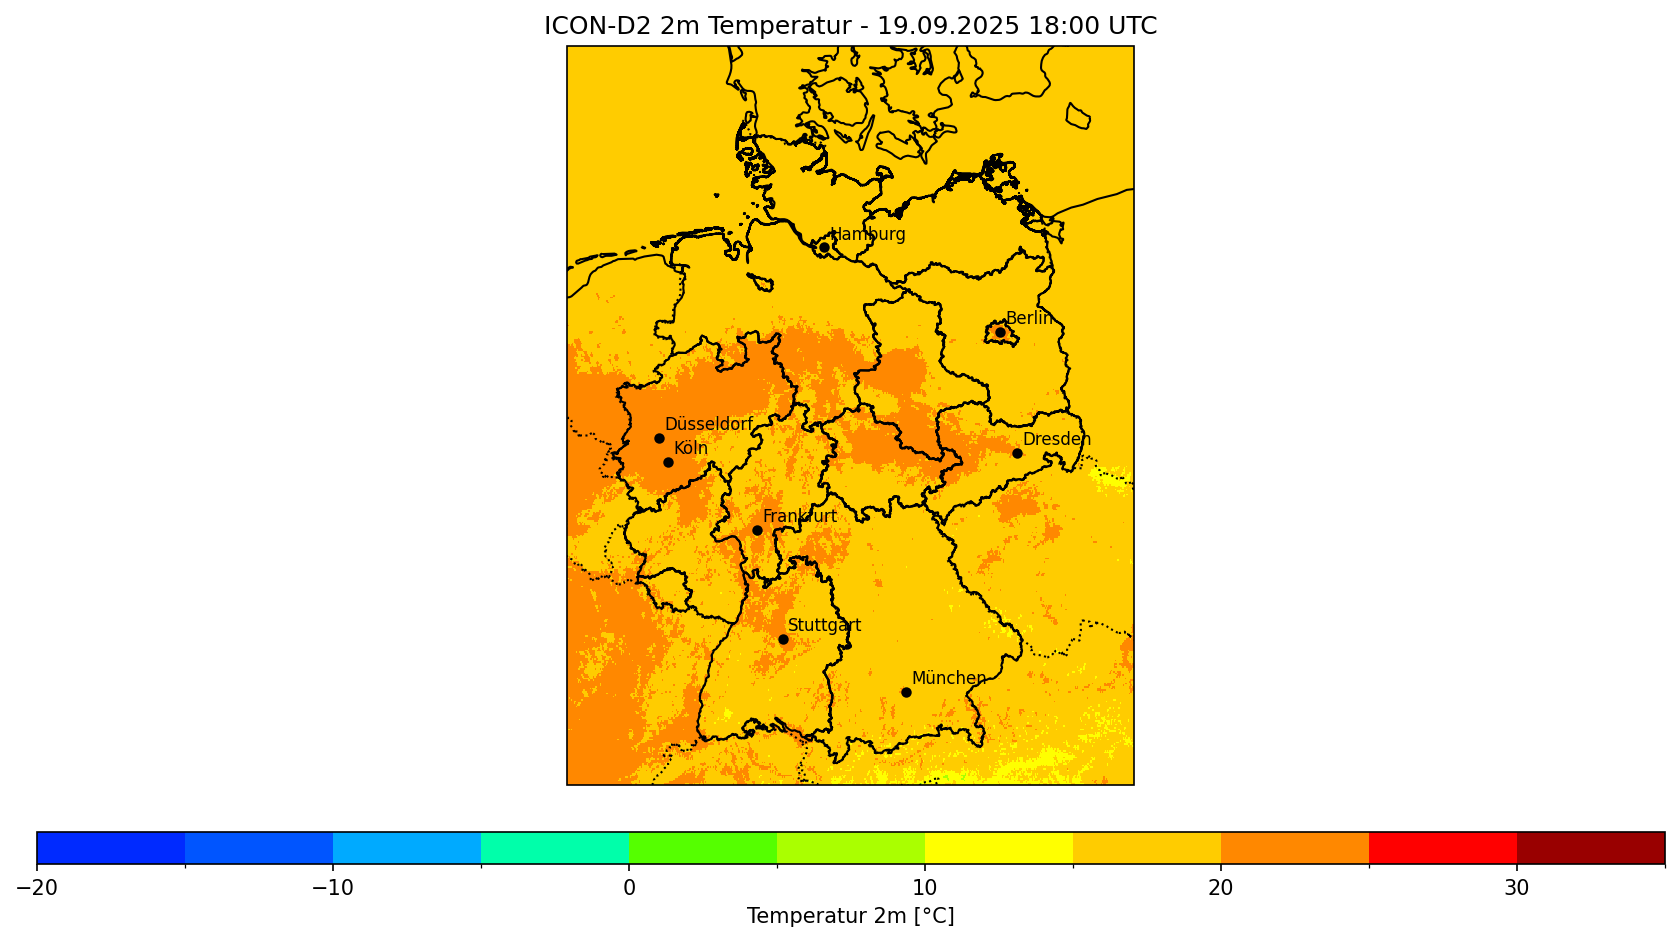 ICON-D2 2m Temperatur - 19.09.2025 18:00 UTC
Hamburg
Berlin
Düsseldorf
Dresden
Köln
Frankfurt
Stuttgart
München
−20 −10 0 10 20 30
Temperatur 2m [°C]